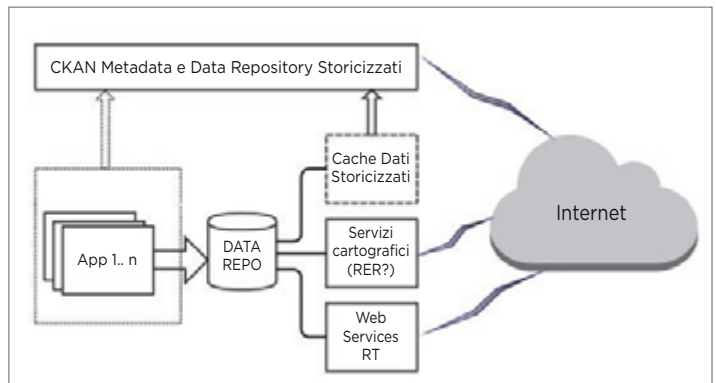 CKAN Metadata e Data Repository Storicizzati
Cache Dati
Storicizzati
Internet
App 1.. n
DATA
REPO
Servizi
cartografici
(RER?)
Web
Services
RT